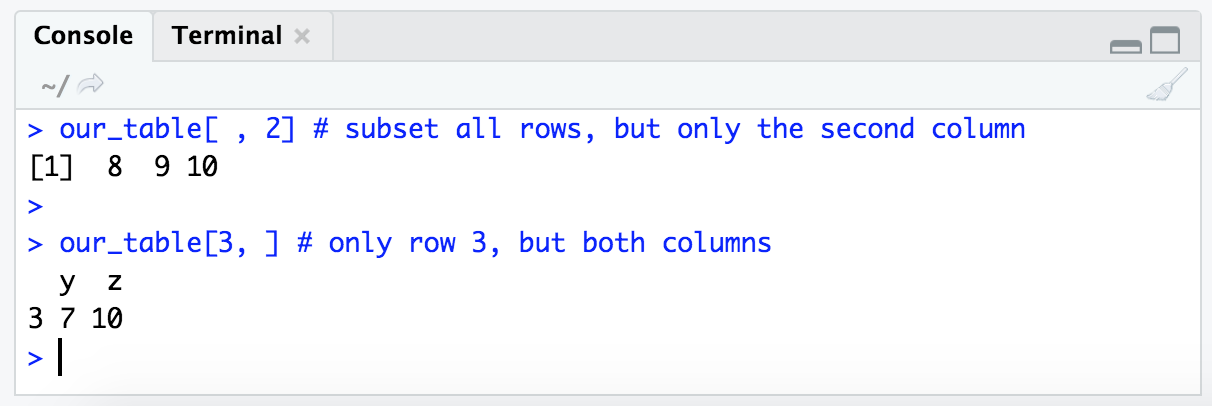 Console Terminal ×
~/
> our_table[ , 2] # subset all rows, but only the second column
[1]  8  9 10
>
> our_table[3, ] # only row 3, but both columns
  y  z
3 7 10
>